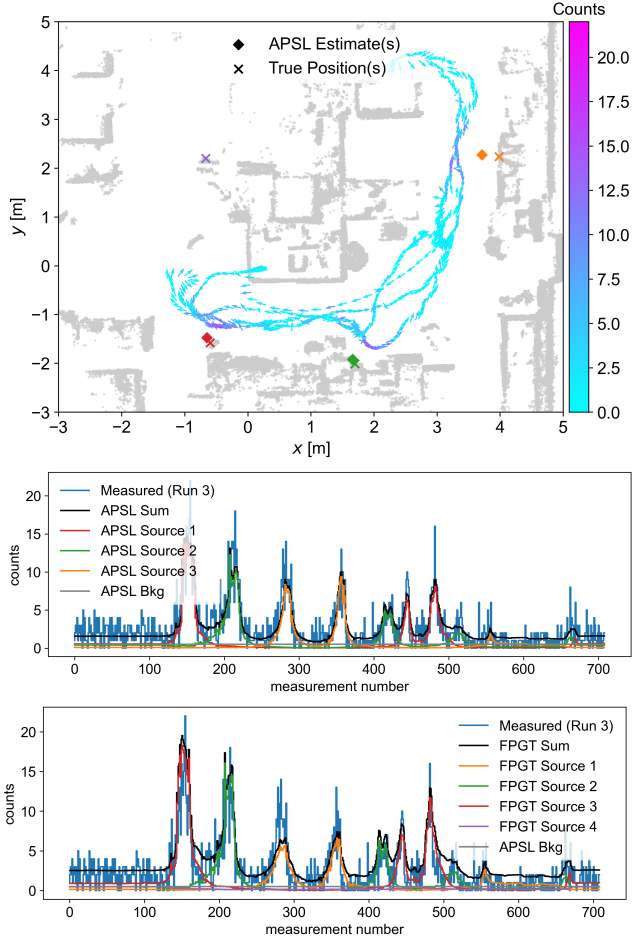 Counts
APSL Estimate(s)
True Position(s)
5
4
3
2
1
0
−1
−2
−3
y [m]
−3 −2 −1 0 1 2 3 4 5
x [m]
20.0
17.5
15.0
12.5
10.0
7.5
5.0
2.5
0.0
Measured (Run 3)
APSL Sum
APSL Source 1
APSL Source 2
APSL Source 3
APSL Bkg
20
15
10
5
0
counts
0 100 200 300 400 500 600 700
measurement number
Measured (Run 3)
FPGT Sum
FPGT Source 1
FPGT Source 2
FPGT Source 3
FPGT Source 4
APSL Bkg
20
15
10
5
0
counts
0 100 200 300 400 500 600 700
measurement number